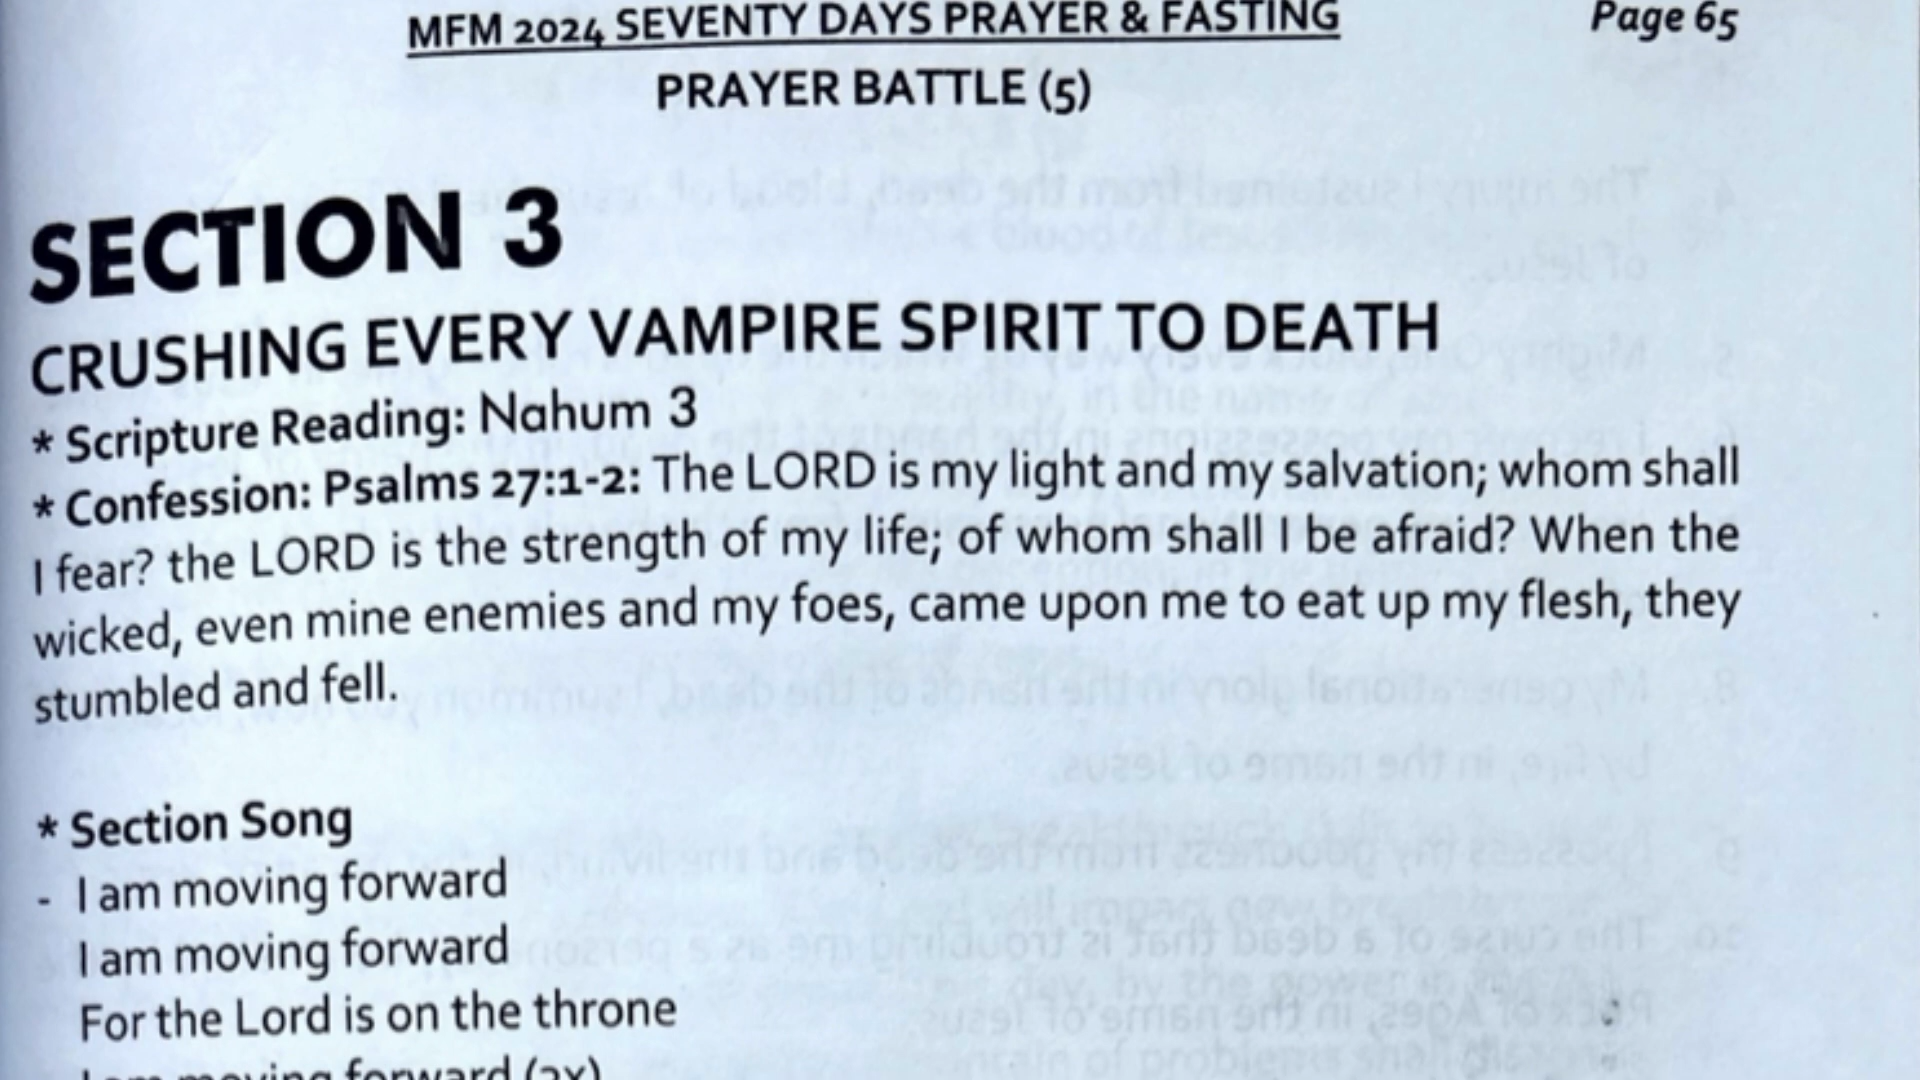 MFM 2024 SEVENTY DAYS PRAYER & FASTING Page 65
PRAYER BATTLE (5)
SECTION 3
CRUSHING EVERY VAMPIRE SPIRIT TO DEATH
* Scripture Reading: Nahum 3
* Confession: Psalms 27:1-2: The LORD is my light and my salvation; whom shall
I fear? the LORD is the strength of my life; of whom shall I be afraid? When the
wicked, even mine enemies and my foes, came upon me to eat up my flesh, they
stumbled and fell.
* Section Song
- I am moving forward
I am moving forward
For the Lord is on the throne
I am moving forward (2x)